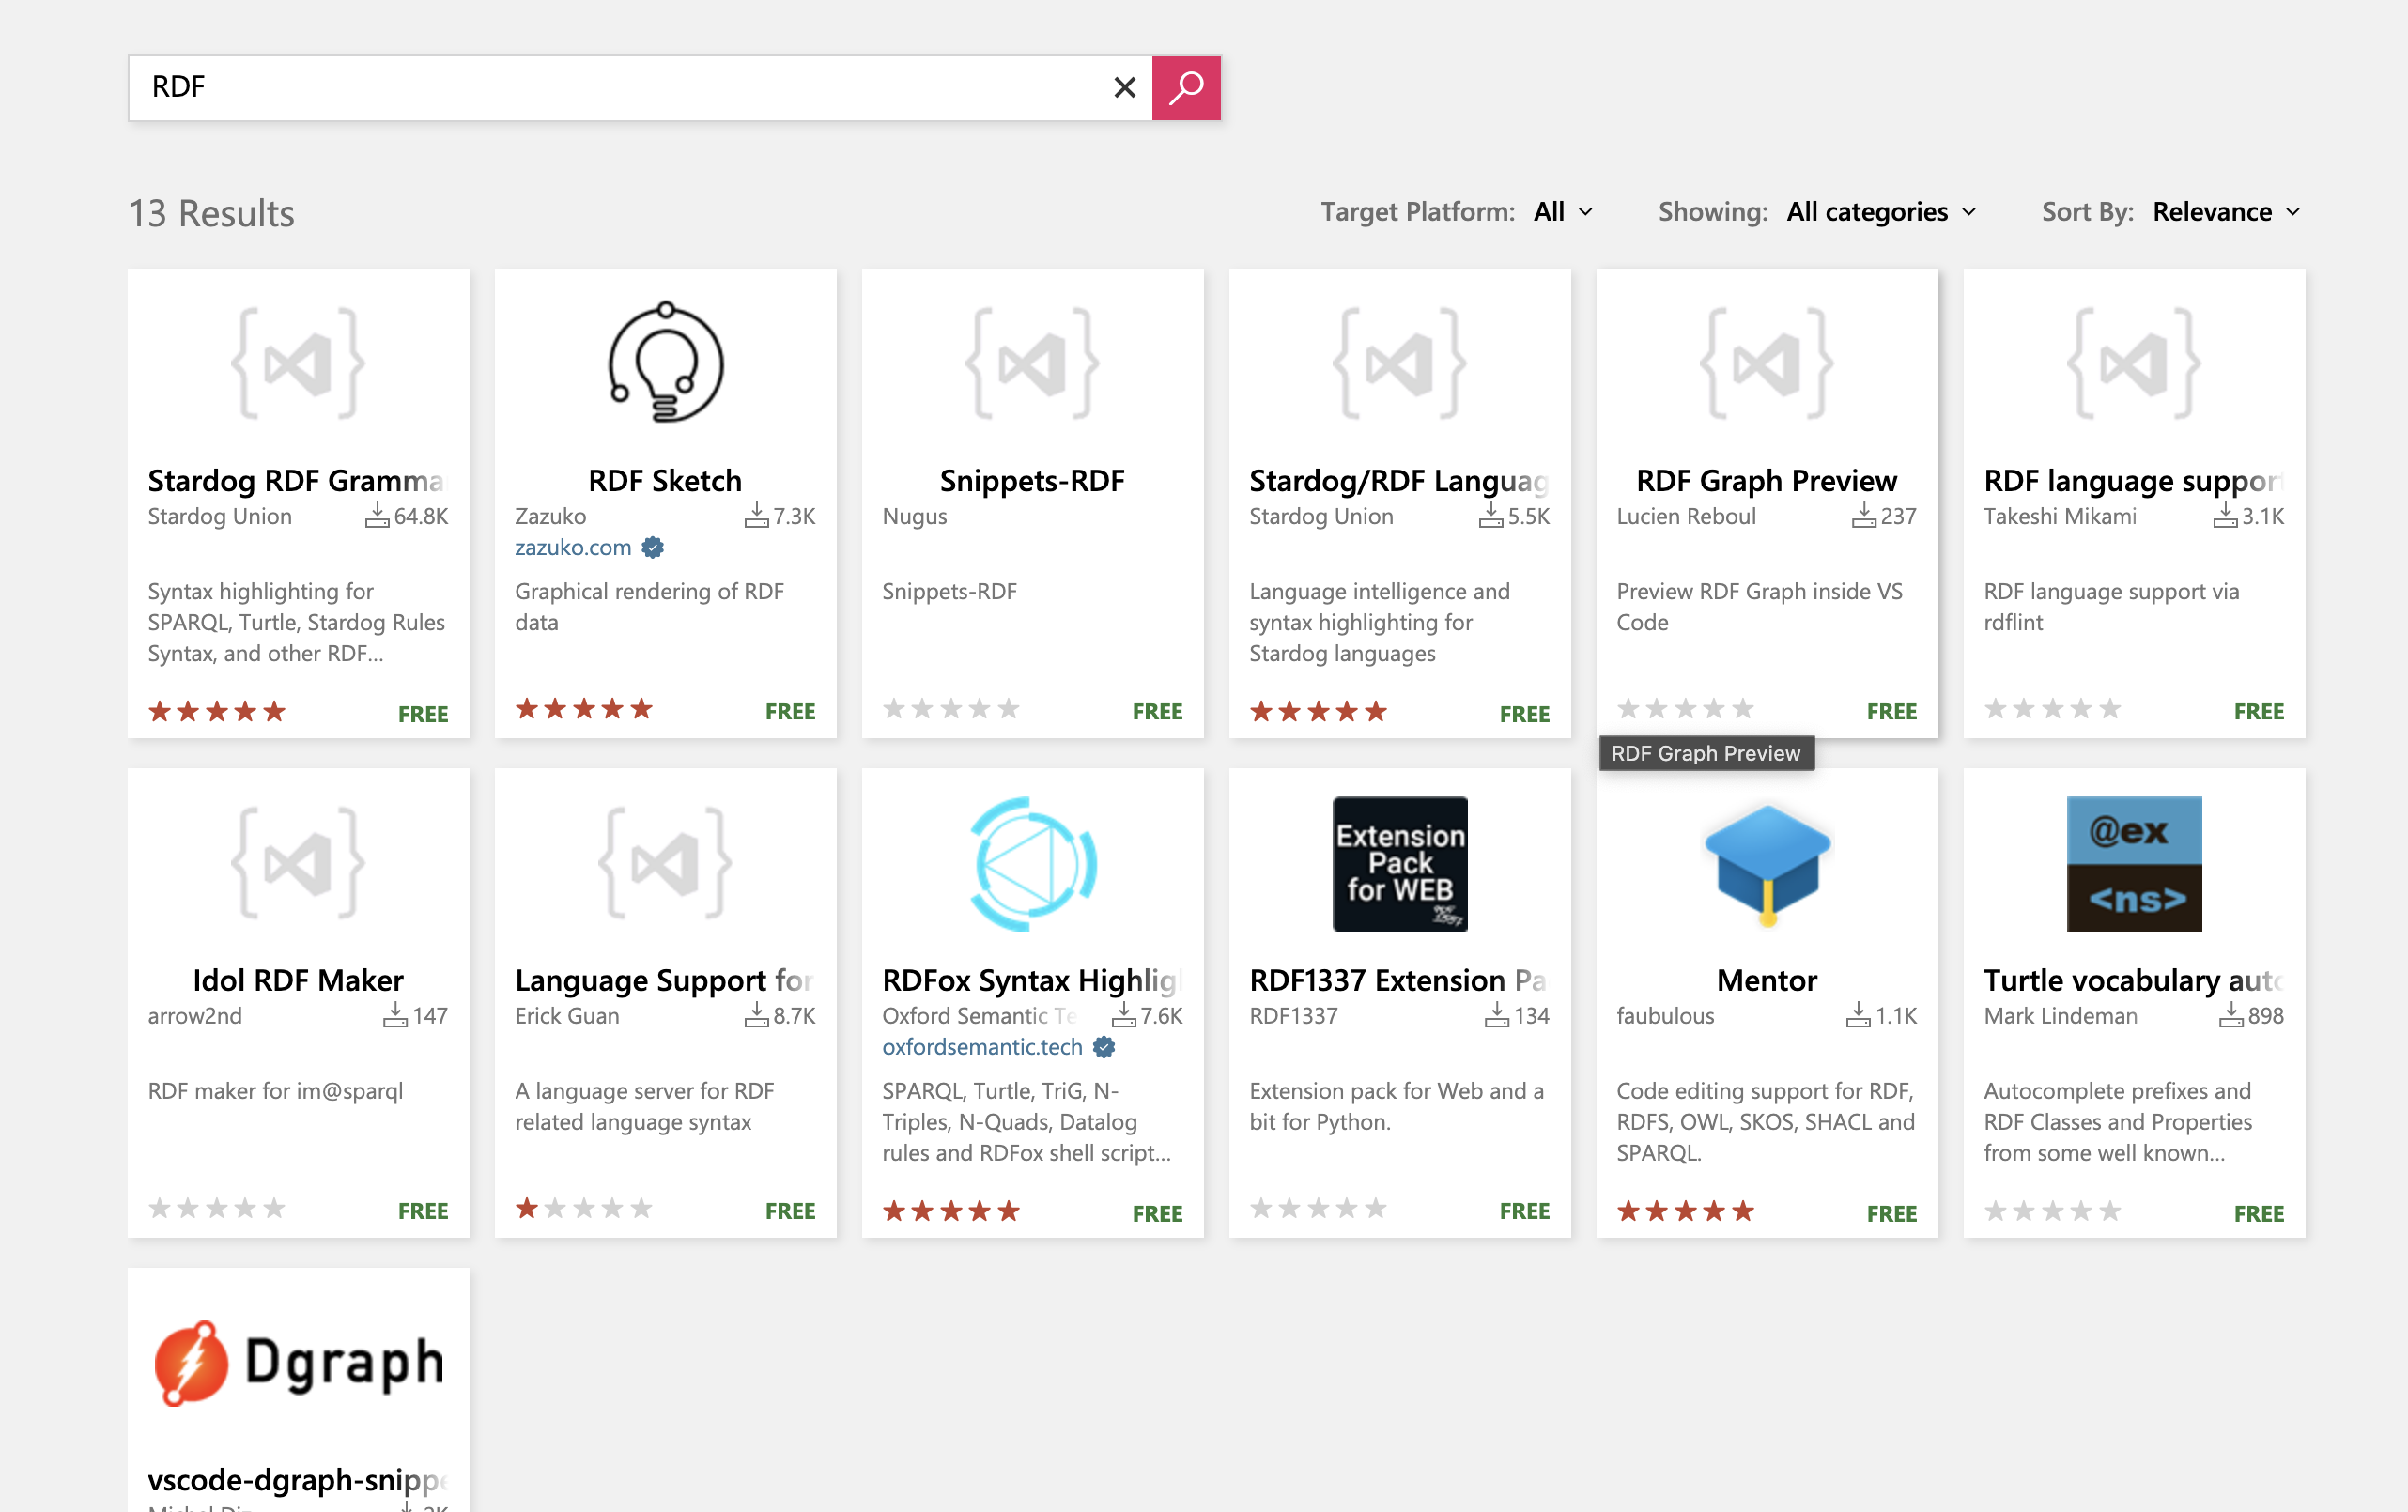 RDF
13 Results
Target Platform: All
Showing: All categories
Sort By: Relevance
Stardog RDF Gramma
Stardog Union 64.8K
Syntax highlighting for
SPARQL, Turtle, Stardog Rules
Syntax, and other RDF...
FREE
RDF Sketch
Zazuko 7.3K
zazuko.com
Graphical rendering of RDF
data
FREE
Snippets-RDF
Nugus
Snippets-RDF
FREE
Stardog/RDF Languag
Stardog Union 5.5K
Language intelligence and
syntax highlighting for
Stardog languages
FREE
RDF Graph Preview
Lucien Reboul 237
Preview RDF Graph inside VS
Code
FREE
RDF Graph Preview
RDF language support
Takeshi Mikami 3.1K
RDF language support via
rdflint
FREE
Idol RDF Maker
arrow2nd 147
RDF maker for im@sparql
FREE
Language Support for
Erick Guan 8.7K
A language server for RDF
related language syntax
FREE
RDFox Syntax Highlig
Oxford Semantic Te 7.6K
oxfordsemantic.tech
SPARQL, Turtle, TriG, N-
Triples, N-Quads, Datalog
rules and RDFox shell script...
FREE
Extension
Pack
for WEB
RDF1337 Extension Pa
RDF1337 134
Extension pack for Web and a
bit for Python.
FREE
Mentor
faubulous 1.1K
Code editing support for RDF,
RDFS, OWL, SKOS, SHACL and
SPARQL.
FREE
@ex
<ns>
Turtle vocabulary auto
Mark Lindeman 898
Autocomplete prefixes and
RDF Classes and Properties
from some well known...
FREE
Dgraph
vscode-dgraph-snippe